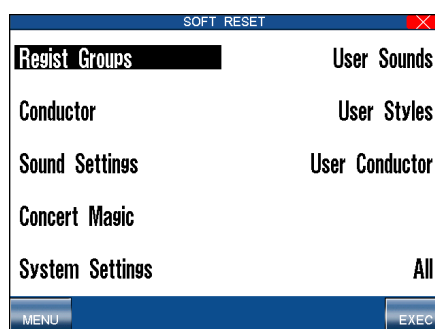 SOFT RESET
Regist Groups
User Sounds
Conductor
User Styles
Sound Settings
User Conductor
Concert Magic
System Settings
All
MENU
EXEC